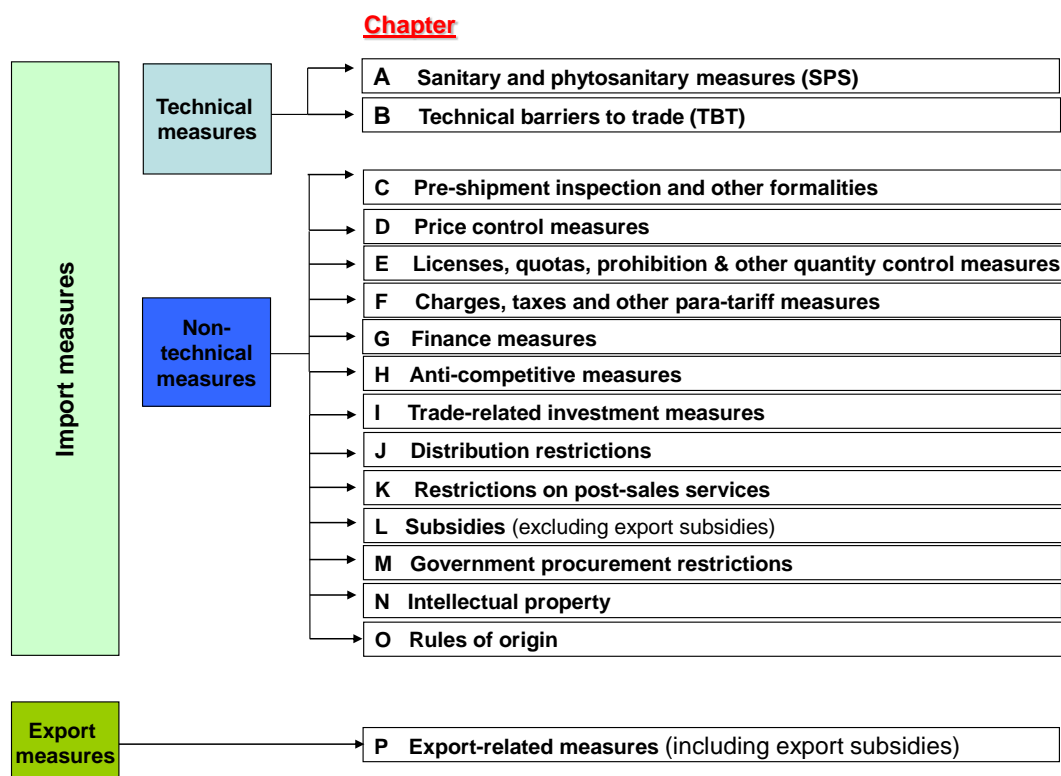 Chapter
Import measures
Technical
measures
A Sanitary and phytosanitary measures (SPS)
B Technical barriers to trade (TBT)
Non-
technical
measures
C Pre-shipment inspection and other formalities
D Price control measures
E Licenses, quotas, prohibition & other quantity control measures
F Charges, taxes and other para-tariff measures
G Finance measures
H Anti-competitive measures
I Trade-related investment measures
J Distribution restrictions
K Restrictions on post-sales services
L Subsidies (excluding export subsidies)
M Government procurement restrictions
N Intellectual property
O Rules of origin
Export
measures
P Export-related measures (including export subsidies)